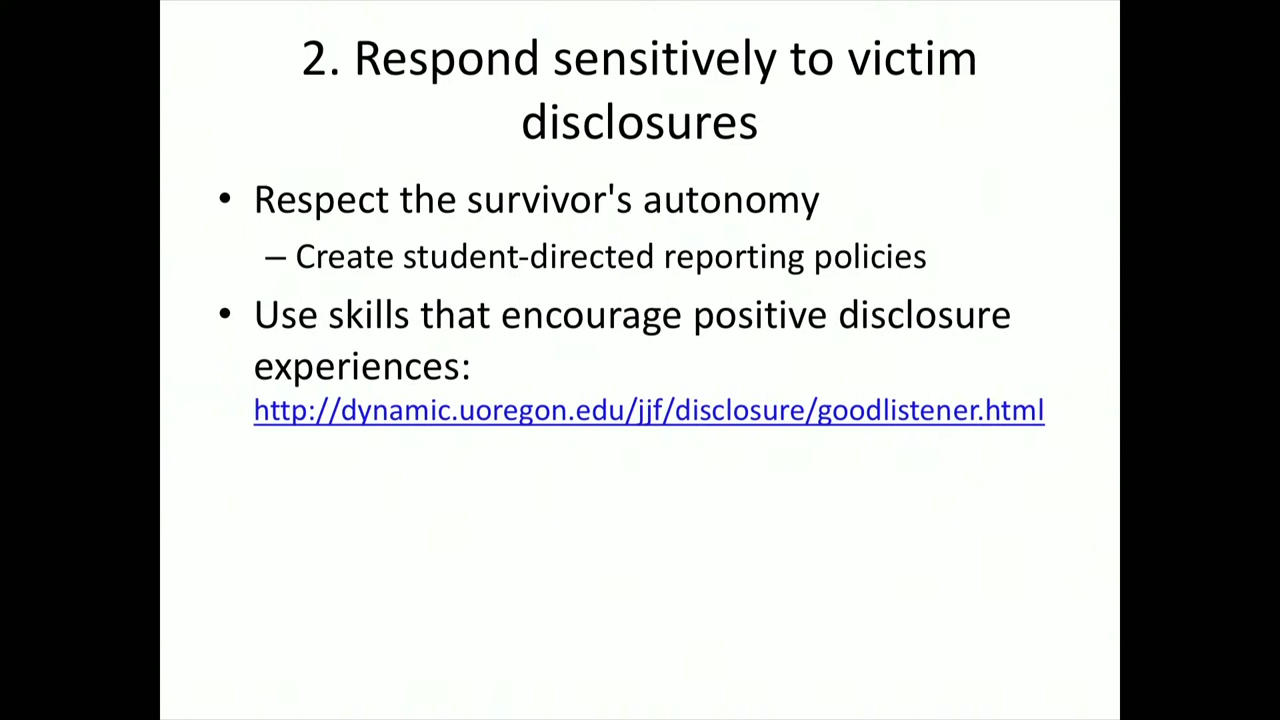 2. Respond sensitively to victim
disclosures
• Respect the survivor's autonomy
– Create student-directed reporting policies
• Use skills that encourage positive disclosure
experiences:
http://dynamic.uoregon.edu/jjf/disclosure/goodlistener.html